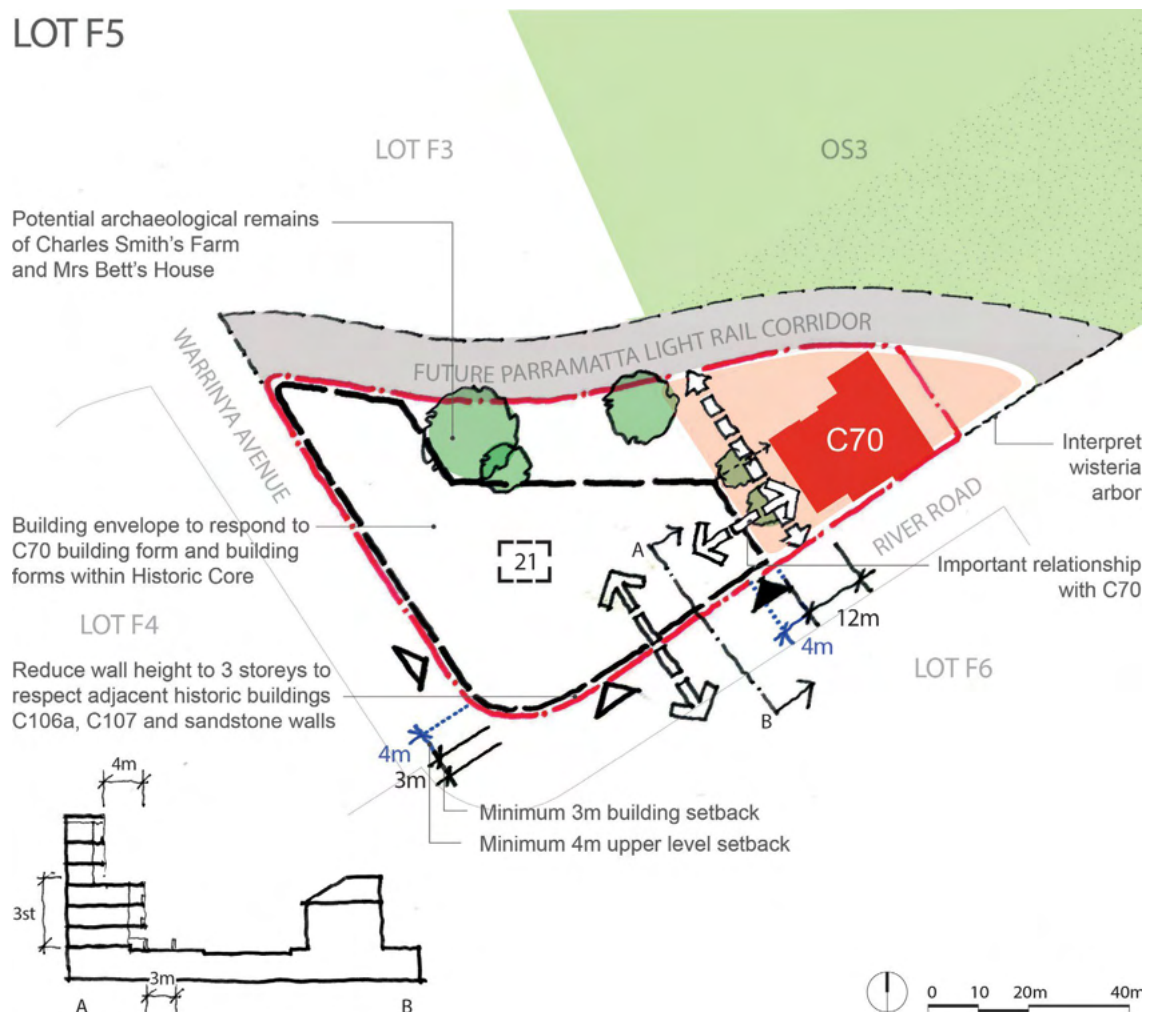 LOT F5
LOT F3
OS3
Potential archaeological remains
of Charles Smith's Farm
and Mrs Bett's House
FUTURE PARRAMATTA LIGHT RAIL CORRIDOR
WARRINYA AVENUE
C70
Interpret
wisteria
arbor
RIVER ROAD
Building envelope to respond to
C70 building form and building
forms within Historic Core
21
A
Important relationship
with C70
12m
4m
LOT F4
LOT F6
Reduce wall height to 3 storeys to
respect adjacent historic buildings
C106a, C107 and sandstone walls
B
4m
3m
Minimum 3m building setback
Minimum 4m upper level setback
4m
3st
3m
A
B
0 10 20m 40m